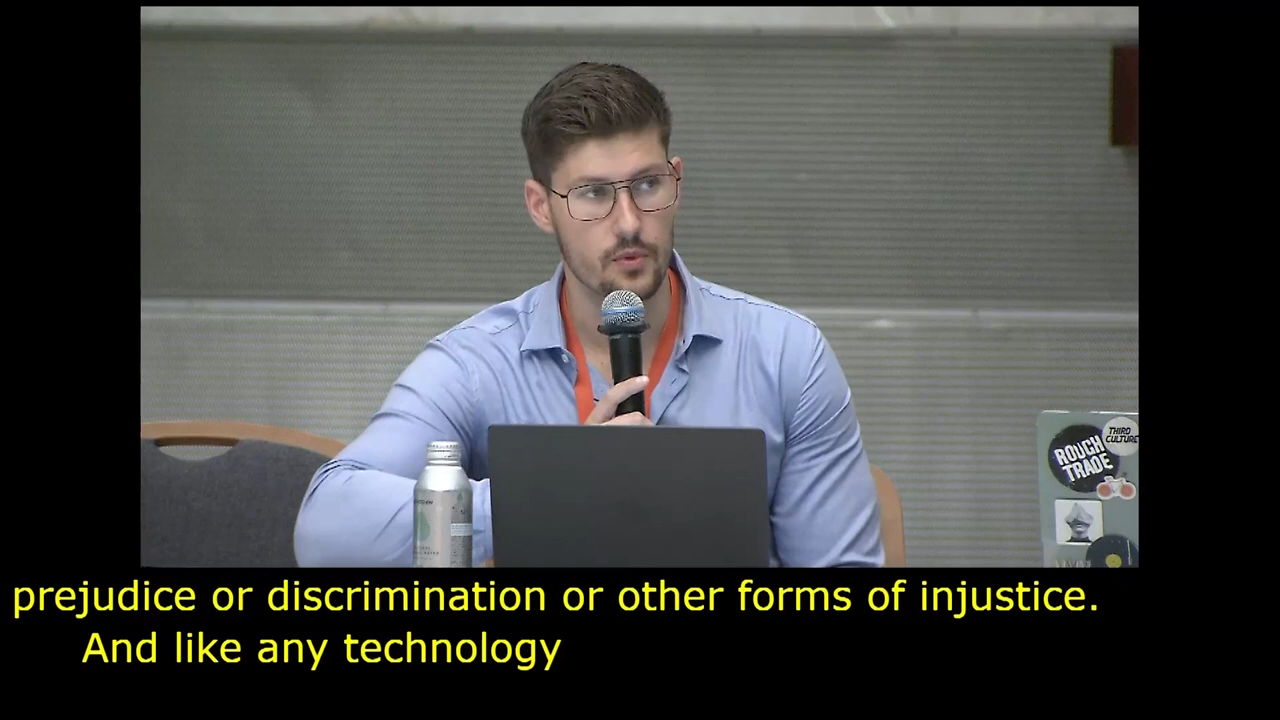 THIRD
CULTURE
ROUGH
TRADE
prejudice or discrimination or other forms of injustice.
And like any technology